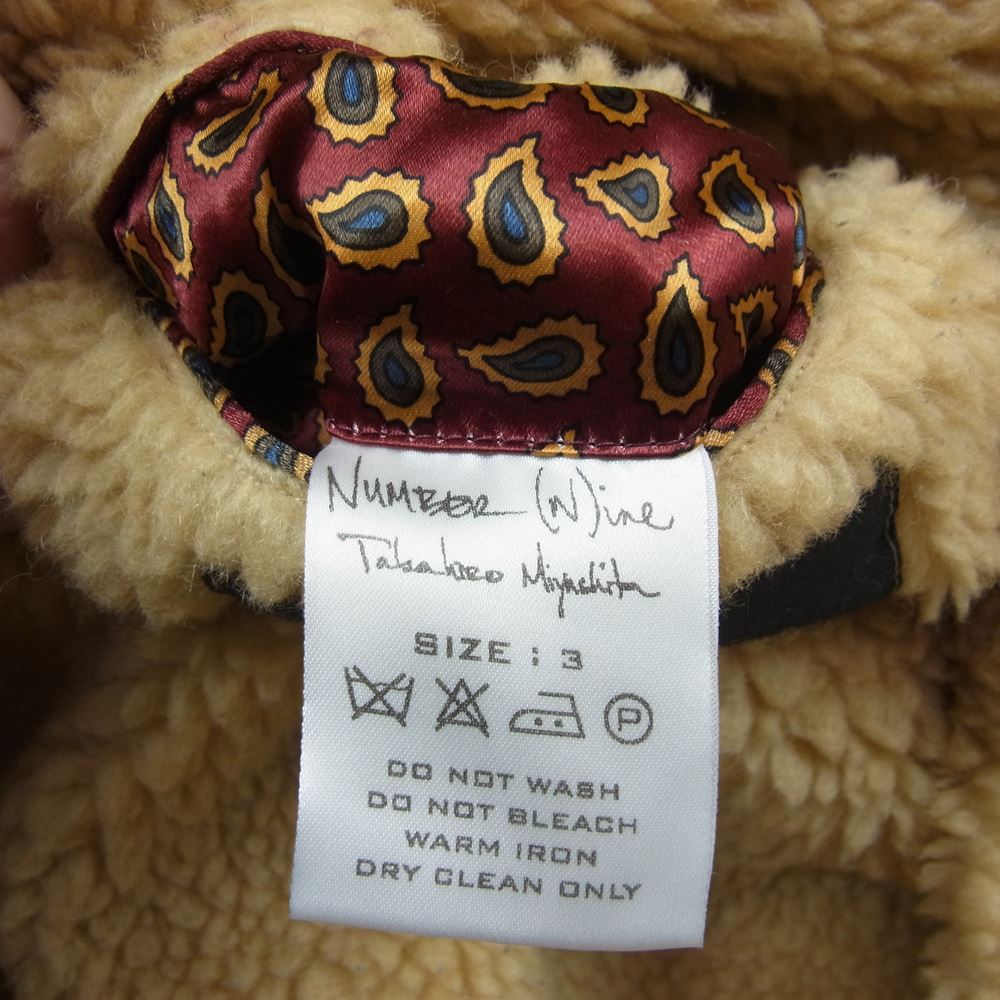 NUMBER (N)ine
Takahiro Miyashita
SIZE : 3
P
DO NOT WASH
DO NOT BLEACH
WARM IRON
DRY CLEAN ONLY